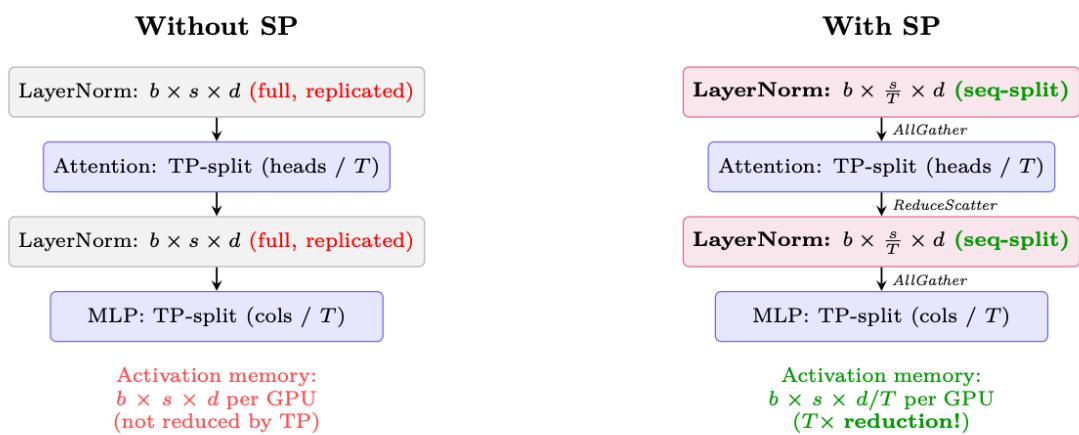 Without SP
LayerNorm: b × s × d (full, replicated)
Attention: TP-split (heads / T)
LayerNorm: b × s × d (full, replicated)
MLP: TP-split (cols / T)
Activation memory:
b × s × d per GPU
(not reduced by TP)
With SP
LayerNorm: b × s/T × d (seq-split)
AllGather
Attention: TP-split (heads / T)
ReduceScatter
LayerNorm: b × s/T × d (seq-split)
AllGather
MLP: TP-split (cols / T)
Activation memory:
b × s × d/T per GPU
(T× reduction!)